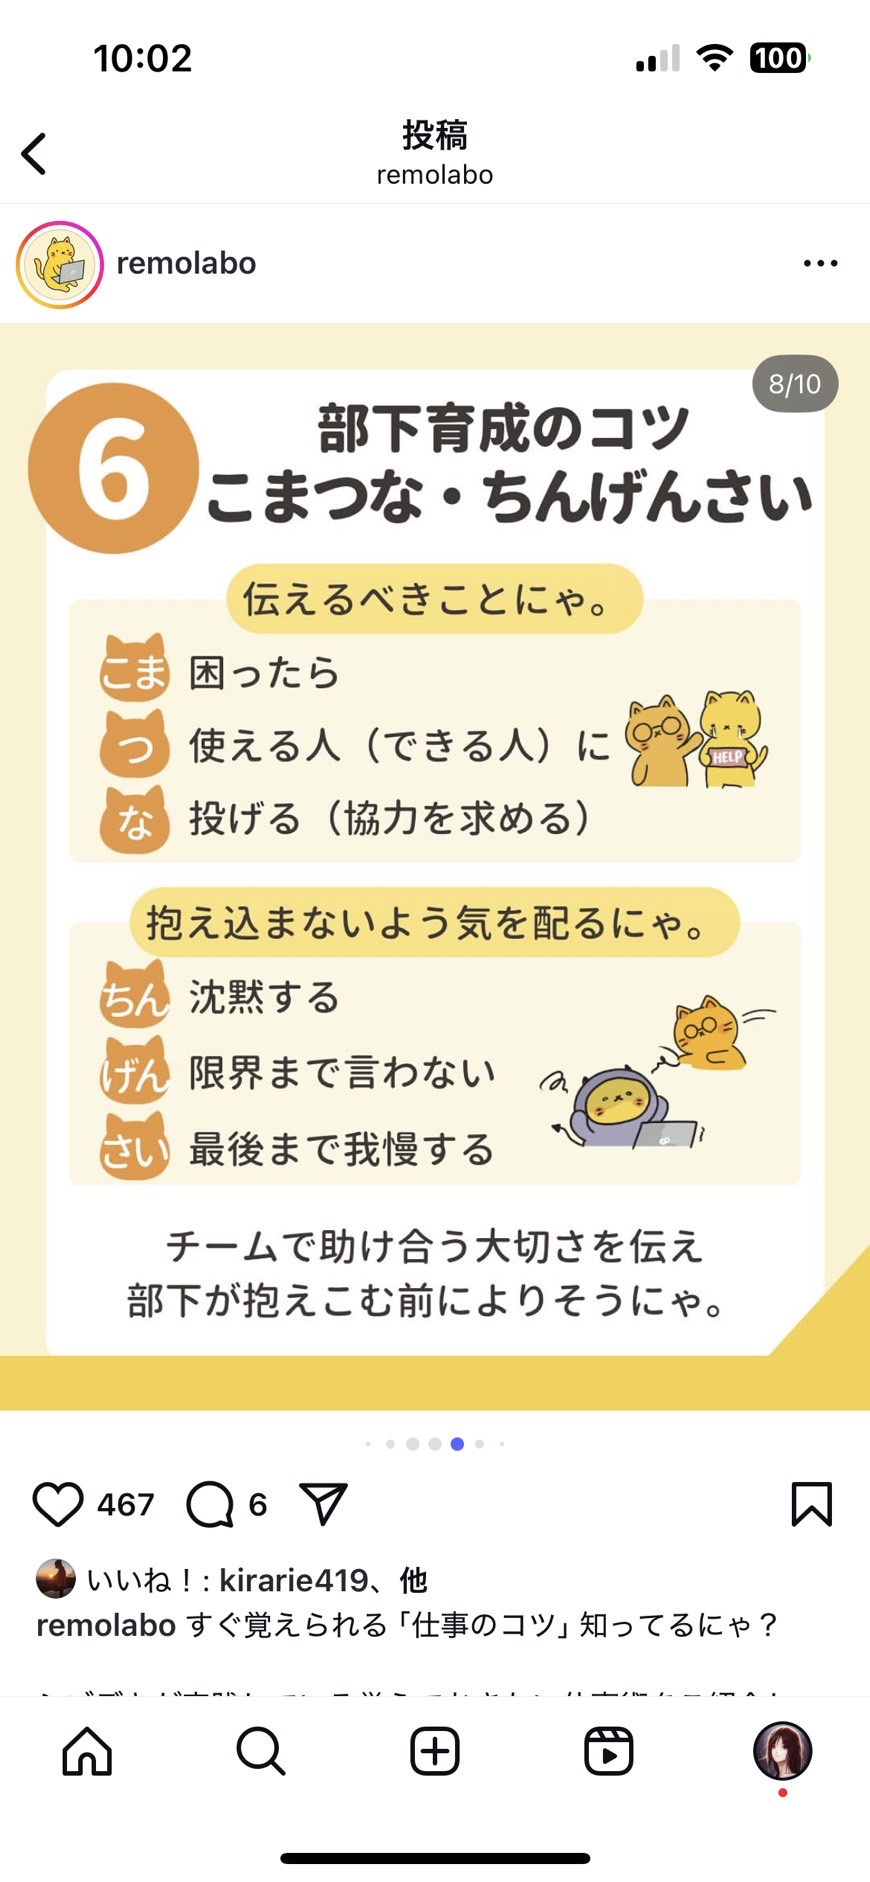 10:02
100
投稿
remolabo
remolabo
8/10
6
部下育成のコツ
こまつな・ちんげんさい
伝えるべきことにゃ。
こま 困ったら
つ 使える人（できる人）に
な 投げる（協力を求める）
HELP
抱え込まないよう気を配るにゃ。
ちん 沈黙する
げん 限界まで言わない
さい 最後まで我慢する
チームで助け合う大切さを伝え
部下が抱えこむ前によりそうにゃ。
467 6
いいね！: kirarie419、他
remolabo すぐ覚えられる「仕事のコツ」知ってるにゃ？